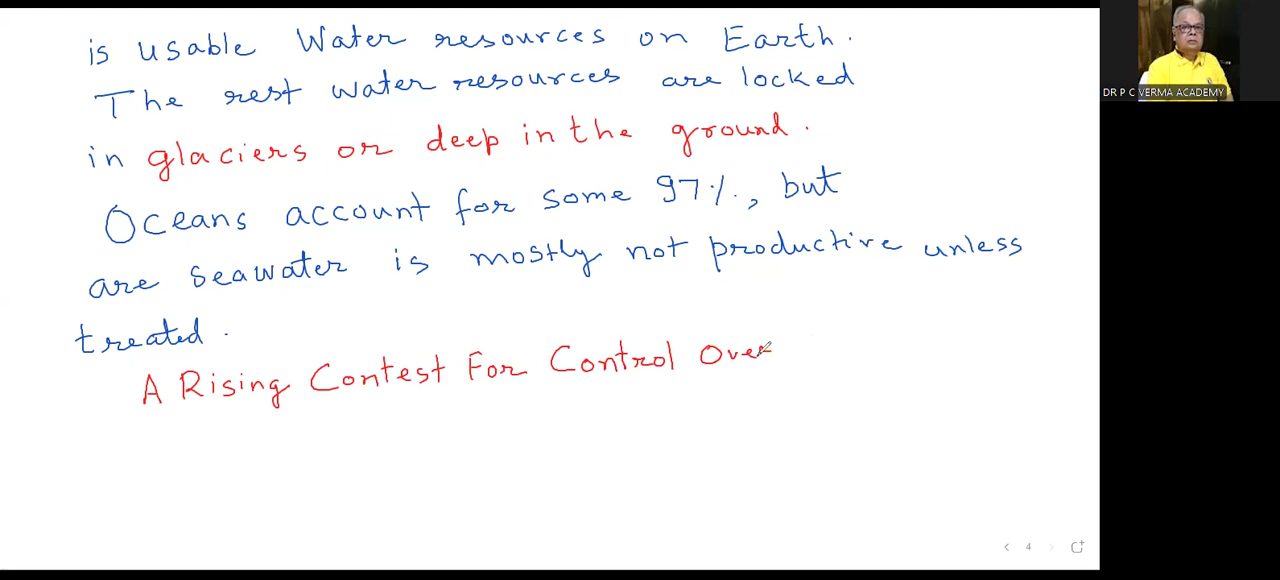 is usable Water resources on Earth.
The rest water resources are locked
in glaciers or deep in the ground.
Oceans account for some 97%, but
are seawater is mostly not productive unless
treated.
A Rising Contest For Control Over
DR P C VERMA ACADEMY
4